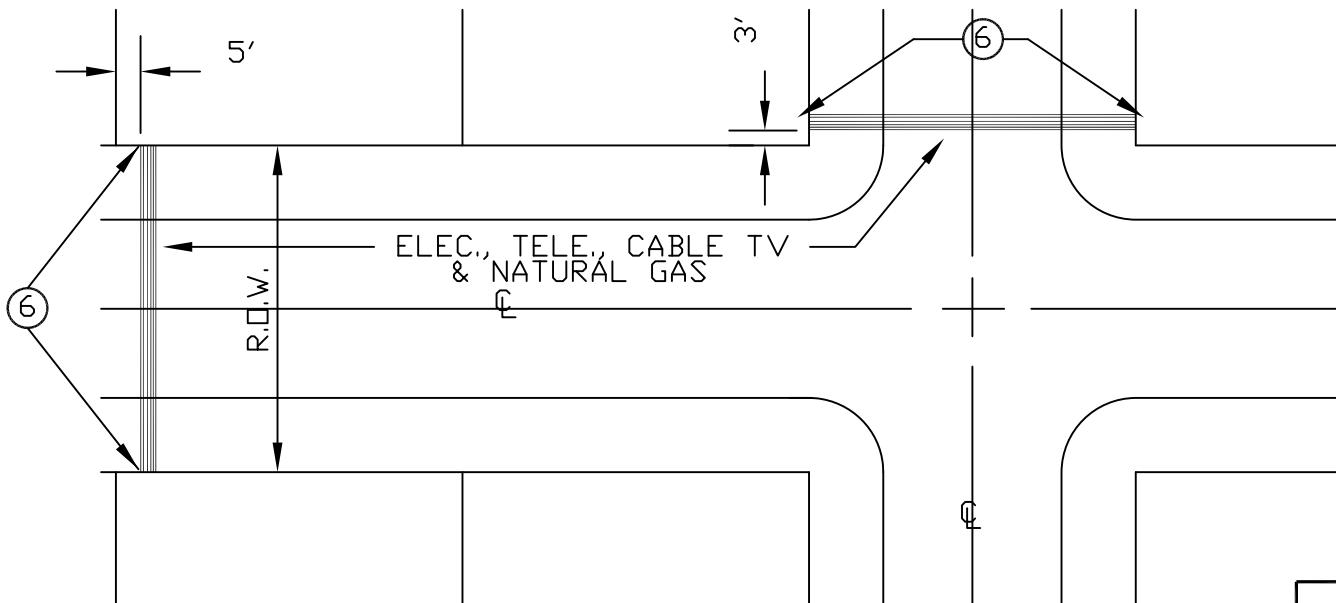 5'
3'
6
ELEC., TELE., CABLE TV
& NATURAL GAS
℄
6
R.O.W.
℄